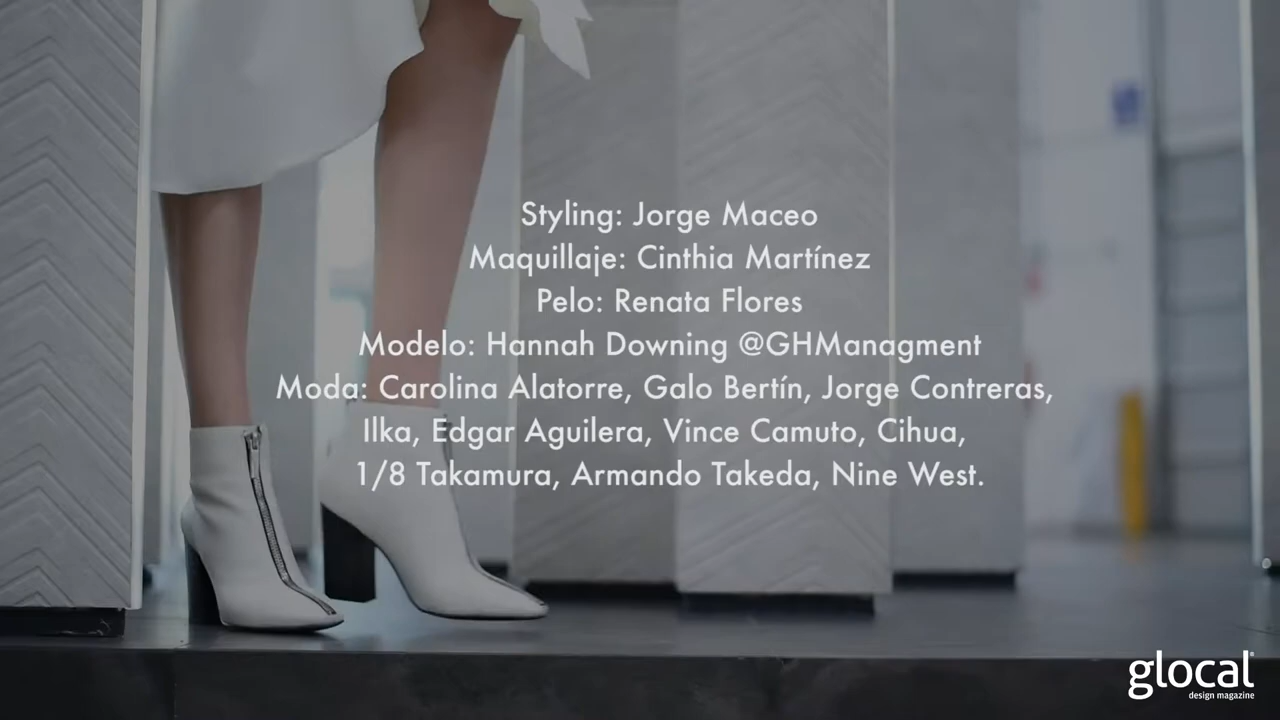 Styling: Jorge Maceo
Maquillaje: Cinthia Martínez
Pelo: Renata Flores
Modelo: Hannah Downing @GHManagment
Moda: Carolina Alatorre, Galo Bertín, Jorge Contreras,
Ilka, Edgar Aguilera, Vince Camuto, Cihua,
1/8 Takamura, Armando Takeda, Nine West.
glocal
design magazine